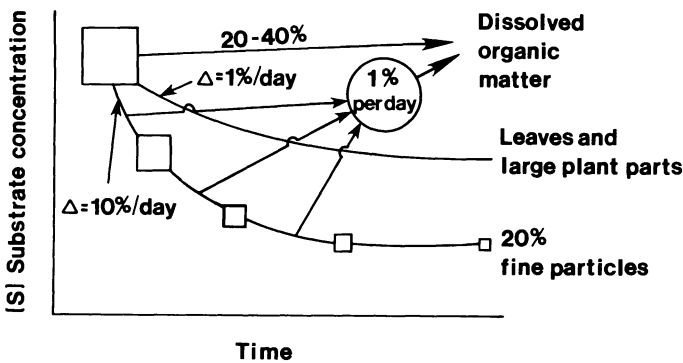 Dissolved
organic
matter
20-40%
Δ=1%/day
1%
per day
Leaves and
large plant parts
Δ=10%/day
20%
fine particles
[S] Substrate concentration
Time